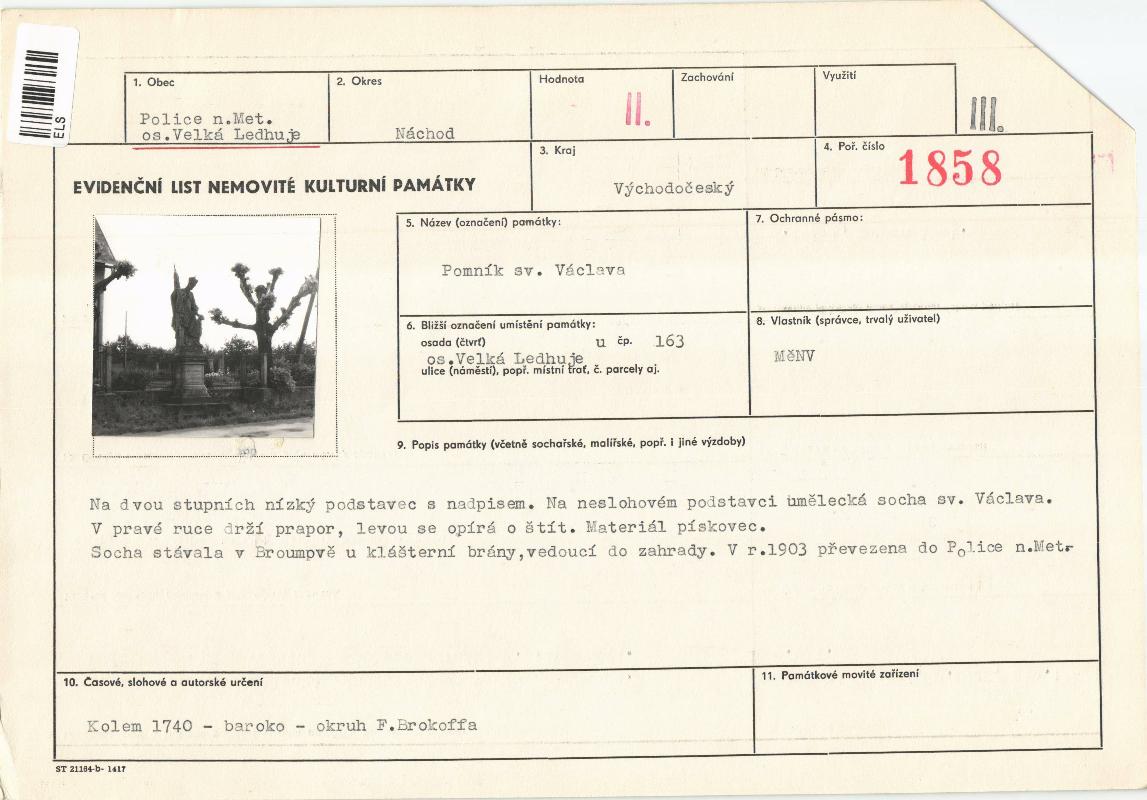 ELS
1. Obec
Police n.Met.
os.Velká Ledhuje
2. Okres
Náchod
Hodnota
II.
Zachování
Využití
III.
EVIDENČNÍ LIST NEMOVITÉ KULTURNÍ PAMÁTKY
3. Kraj
Východočeský
4. Poř. číslo
1858
5. Název (označení) památky:
Pomník sv. Václava
7. Ochranné pásmo:
6. Bližší označení umístění památky:
osada (čtvrť) u čp. 163
os.Velká Ledhuje
ulice (náměstí), popř. místní trať, č. parcely aj.
8. Vlastník (správce, trvalý uživatel)
MěNV
9. Popis památky (včetně sochařské, malířské, popř. i jiné výzdoby)
Na dvou stupních nízký podstavec s nadpisem. Na neslohovém podstavci umělecká socha sv. Václava.
V pravé ruce drží prapor, levou se opírá o štít. Materiál pískovec.
Socha stávala v Broumpvě u klášterní brány,vedoucí do zahrady. V r.1903 převezena do Police n.Met.
10. Časové, slohové a autorské určení
Kolem 1740 - baroko - okruh F.Brokoffa
11. Památkové movité zařízení
ST 21184-b- 1417